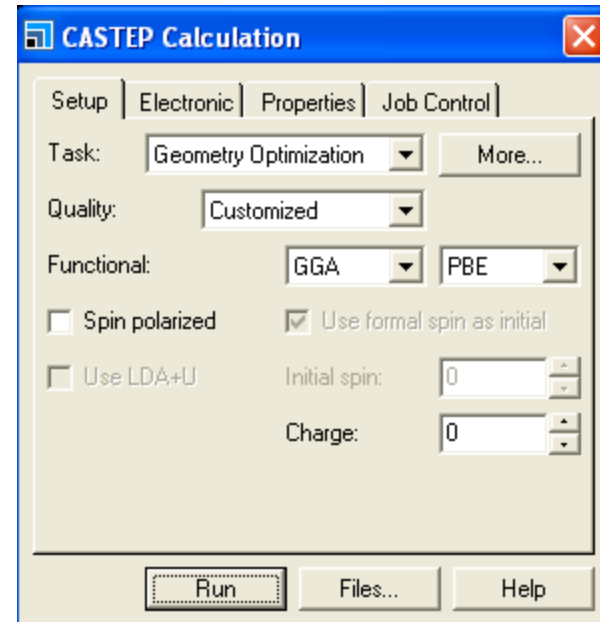 CASTEP Calculation
Setup Electronic Properties Job Control
Task: Geometry Optimization More...
Quality: Customized
Functional: GGA PBE
Spin polarized Use formal spin as initial
Use LDA+U Initial spin: 0
Charge: 0
Run Files... Help